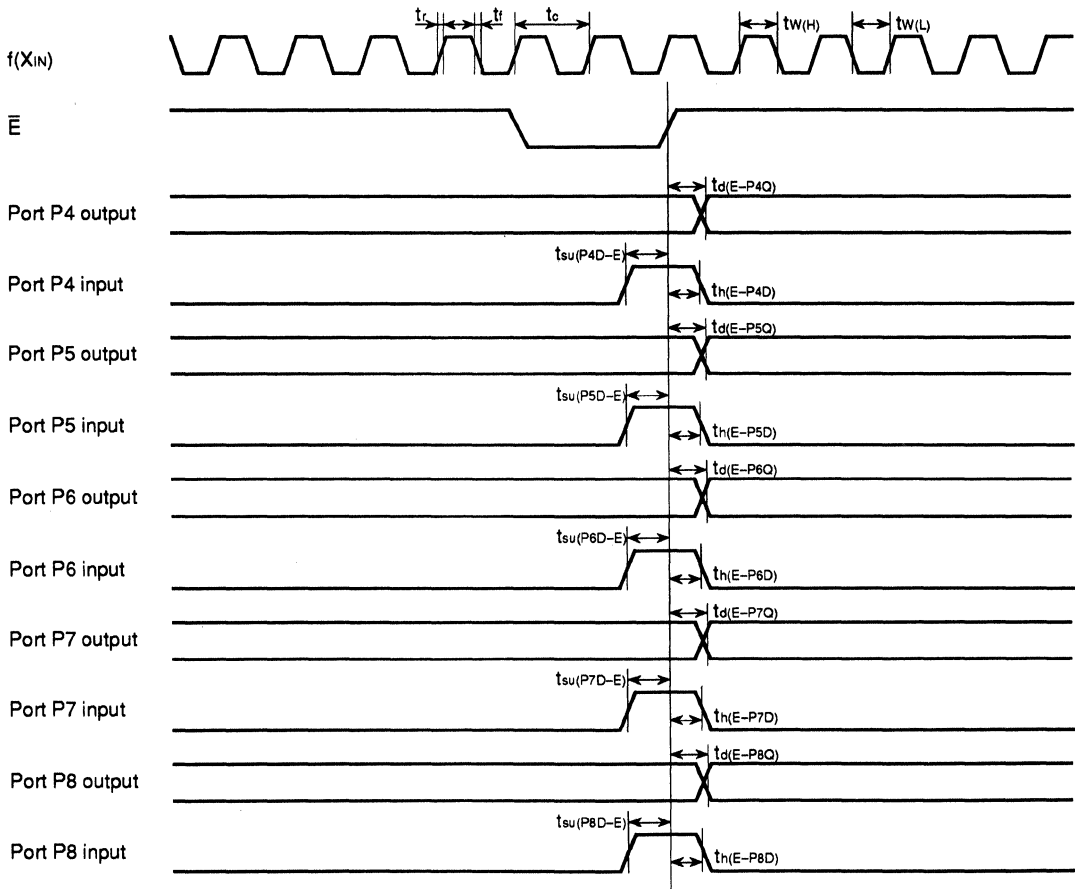 tr tf tc tW(H) tW(L)
f(XIN)
E̅
td(E–P4Q)
Port P4 output
tsu(P4D–E)
Port P4 input
th(E–P4D)
td(E–P5Q)
Port P5 output
tsu(P5D–E)
Port P5 input
th(E–P5D)
td(E–P6Q)
Port P6 output
tsu(P6D–E)
Port P6 input
th(E–P6D)
td(E–P7Q)
Port P7 output
tsu(P7D–E)
Port P7 input
th(E–P7D)
td(E–P8Q)
Port P8 output
tsu(P8D–E)
Port P8 input
th(E–P8D)